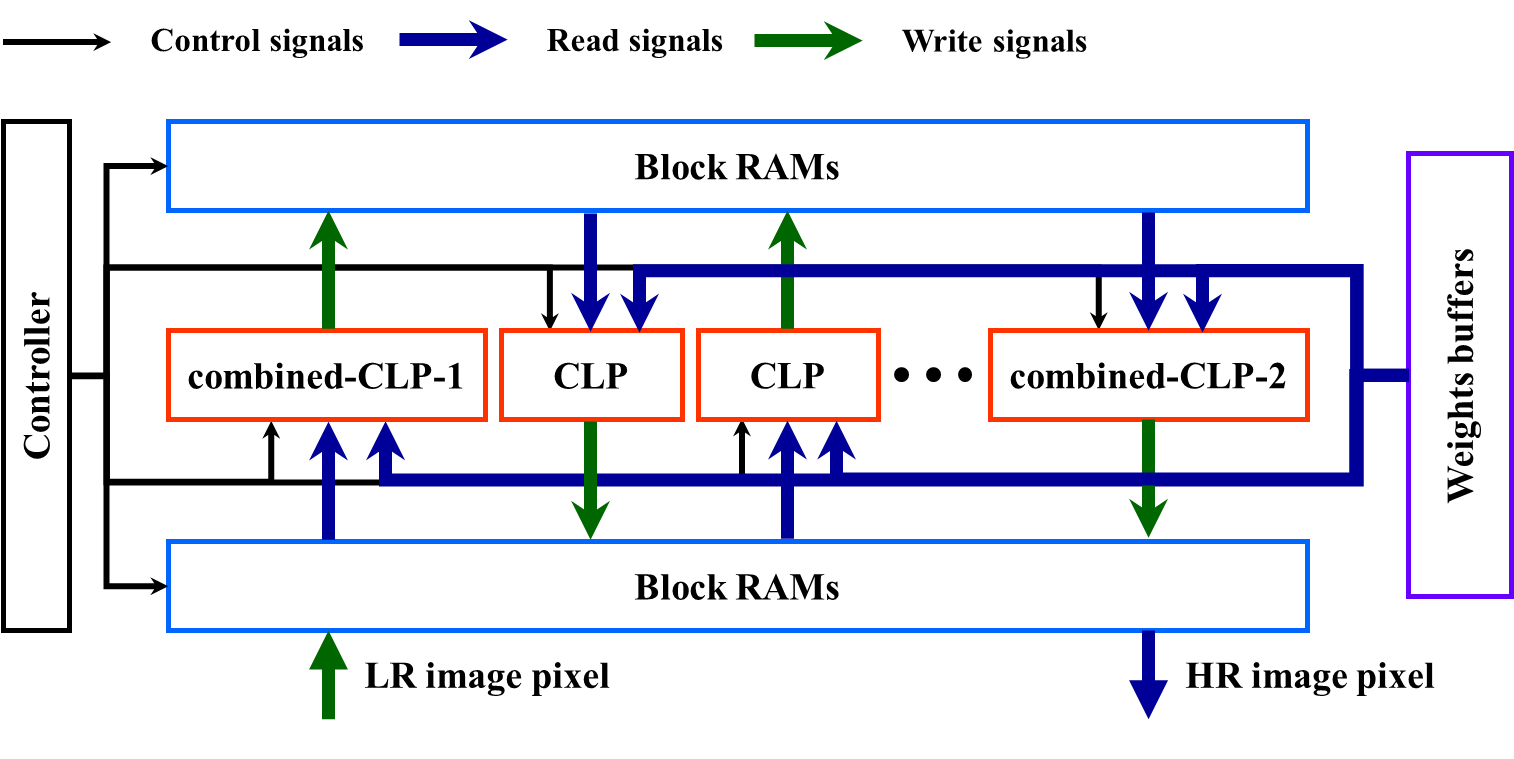 Control signals
Read signals
Write signals
Block RAMs
Controller
combined-CLP-1
CLP
CLP
combined-CLP-2
Weights buffers
Block RAMs
LR image pixel
HR image pixel